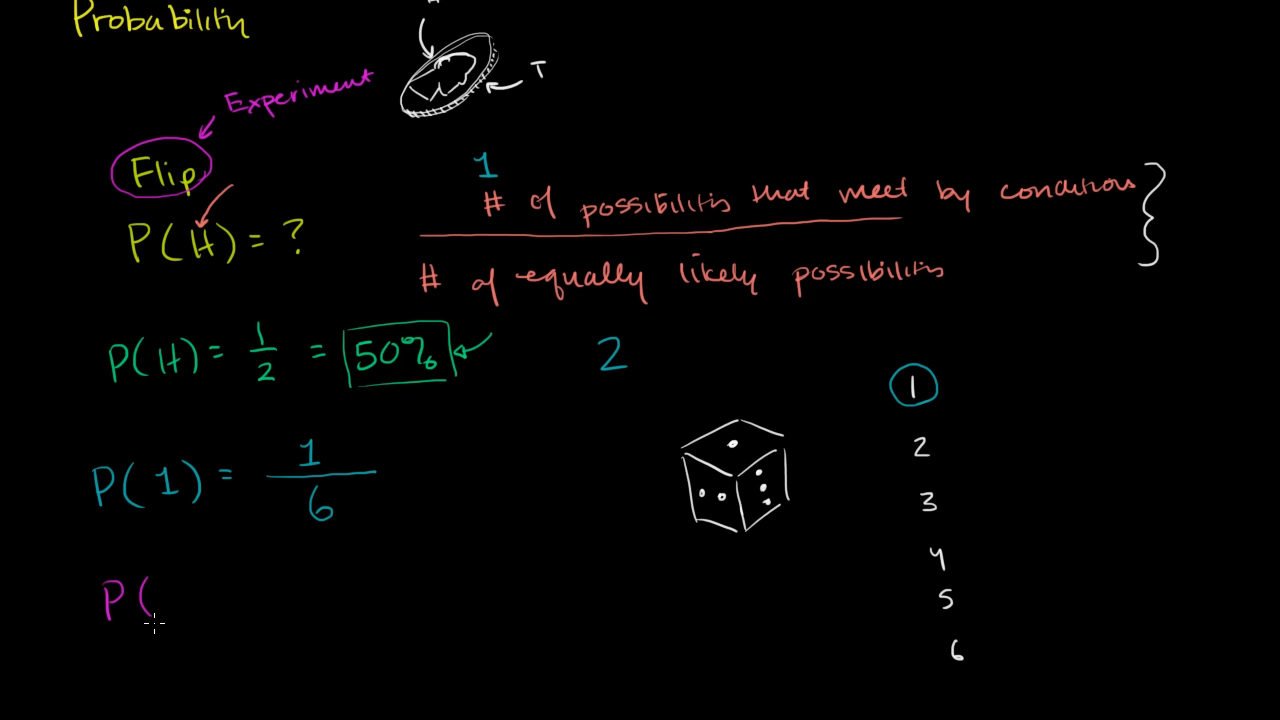 Probability
Experiment
T
Flip
1
# of possibilities that meet by conditions
P(H) = ?
# of equally likely possibilities
P(H) = 1/2 = 50%
2
1
2
P(1) = 1/6
3
4
5
P(
6